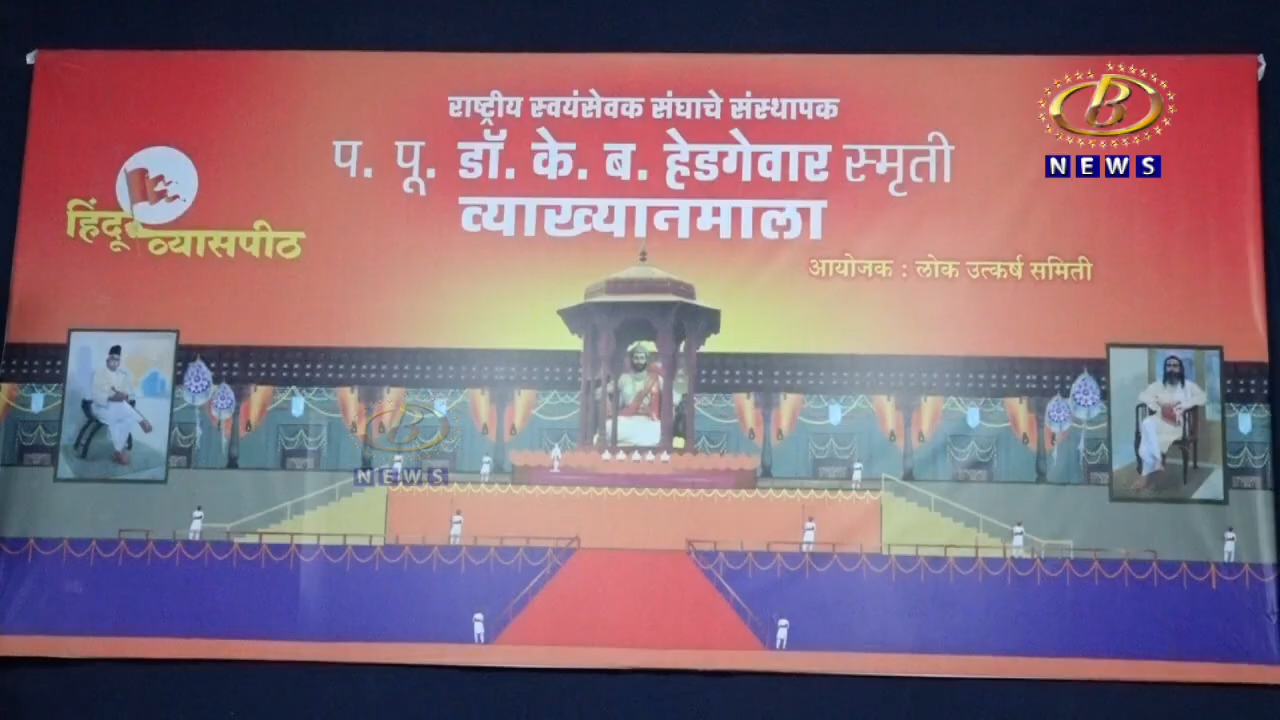 राष्ट्रीय स्वयंसेवक संघाचे संस्थापक
प. पू. डॉ. के. ब. हेडगेवार स्मृती
व्याख्यानमाला
हिंदू व्यासपीठ
आयोजक : लोक उत्कर्ष समिती
B
NEWS
B
NEWS